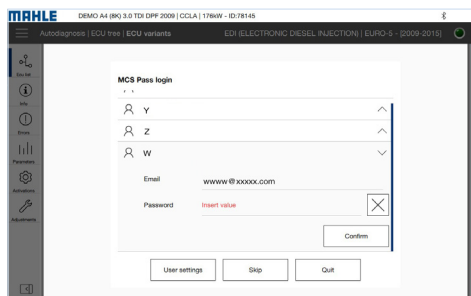 MAHLE DEMO A4 (8K) 3.0 TDI DPF 2009 | CCLA | 176kW - ID:78145
Autodiagnosis | ECU tree | ECU variants EDI (ELECTRONIC DIESEL INJECTION) | EURO-5 - [2009-2015]
Ecu list
Info
Errors
Parameters
Activations
Adjustments
MCS Pass login
Y
Z
W
Email wwww@xxxxx.com
Password Insert value
Confirm
User settings Skip Quit